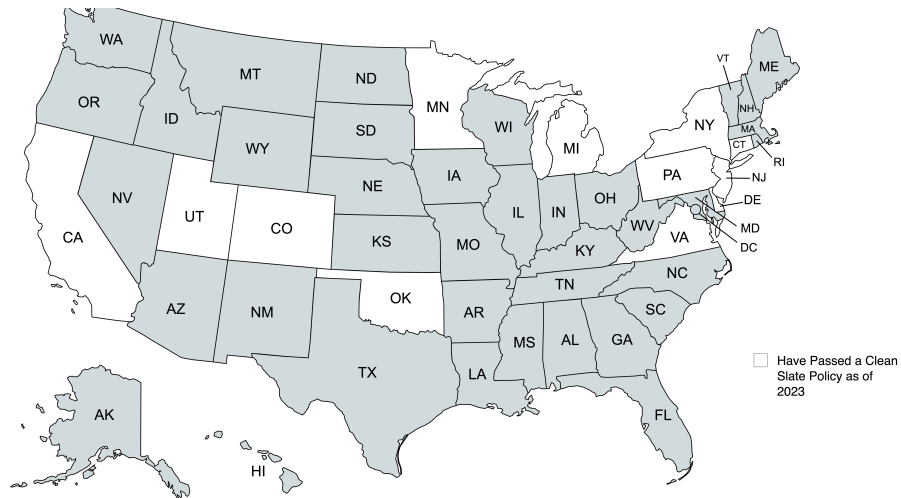 WA
OR
ID
MT
ND
SD
WY
NE
MN
WI
IA
MI
IL
IN
OH
NV
UT
CO
KS
MO
KY
WV
VA
CA
AZ
NM
OK
AR
TN
NC
SC
TX
LA
MS
AL
GA
FL
AK
HI
VT
ME
NH
NY
MA
CT
RI
PA
NJ
DE
MD
DC
Have Passed a Clean
Slate Policy as of
2023